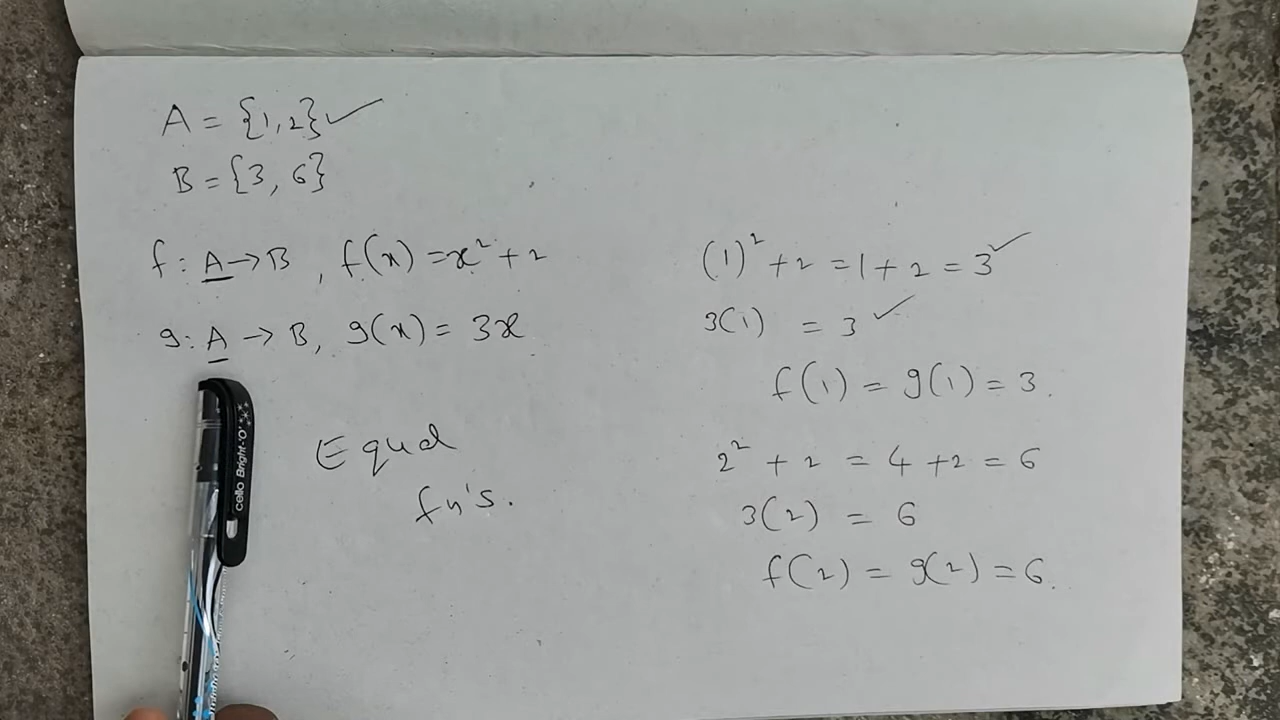 A = {1,2} ✓
B = {3, 6}
f : A → B , f(x) = x² + 2
g : A → B, g(x) = 3x
Equal
fn's.
(1)² + 2 = 1 + 2 = 3 ✓
3(1) = 3 ✓
f(1) = g(1) = 3.
2² + 2 = 4 + 2 = 6
3(2) = 6
f(2) = g(2) = 6.
cello Bright-'O'